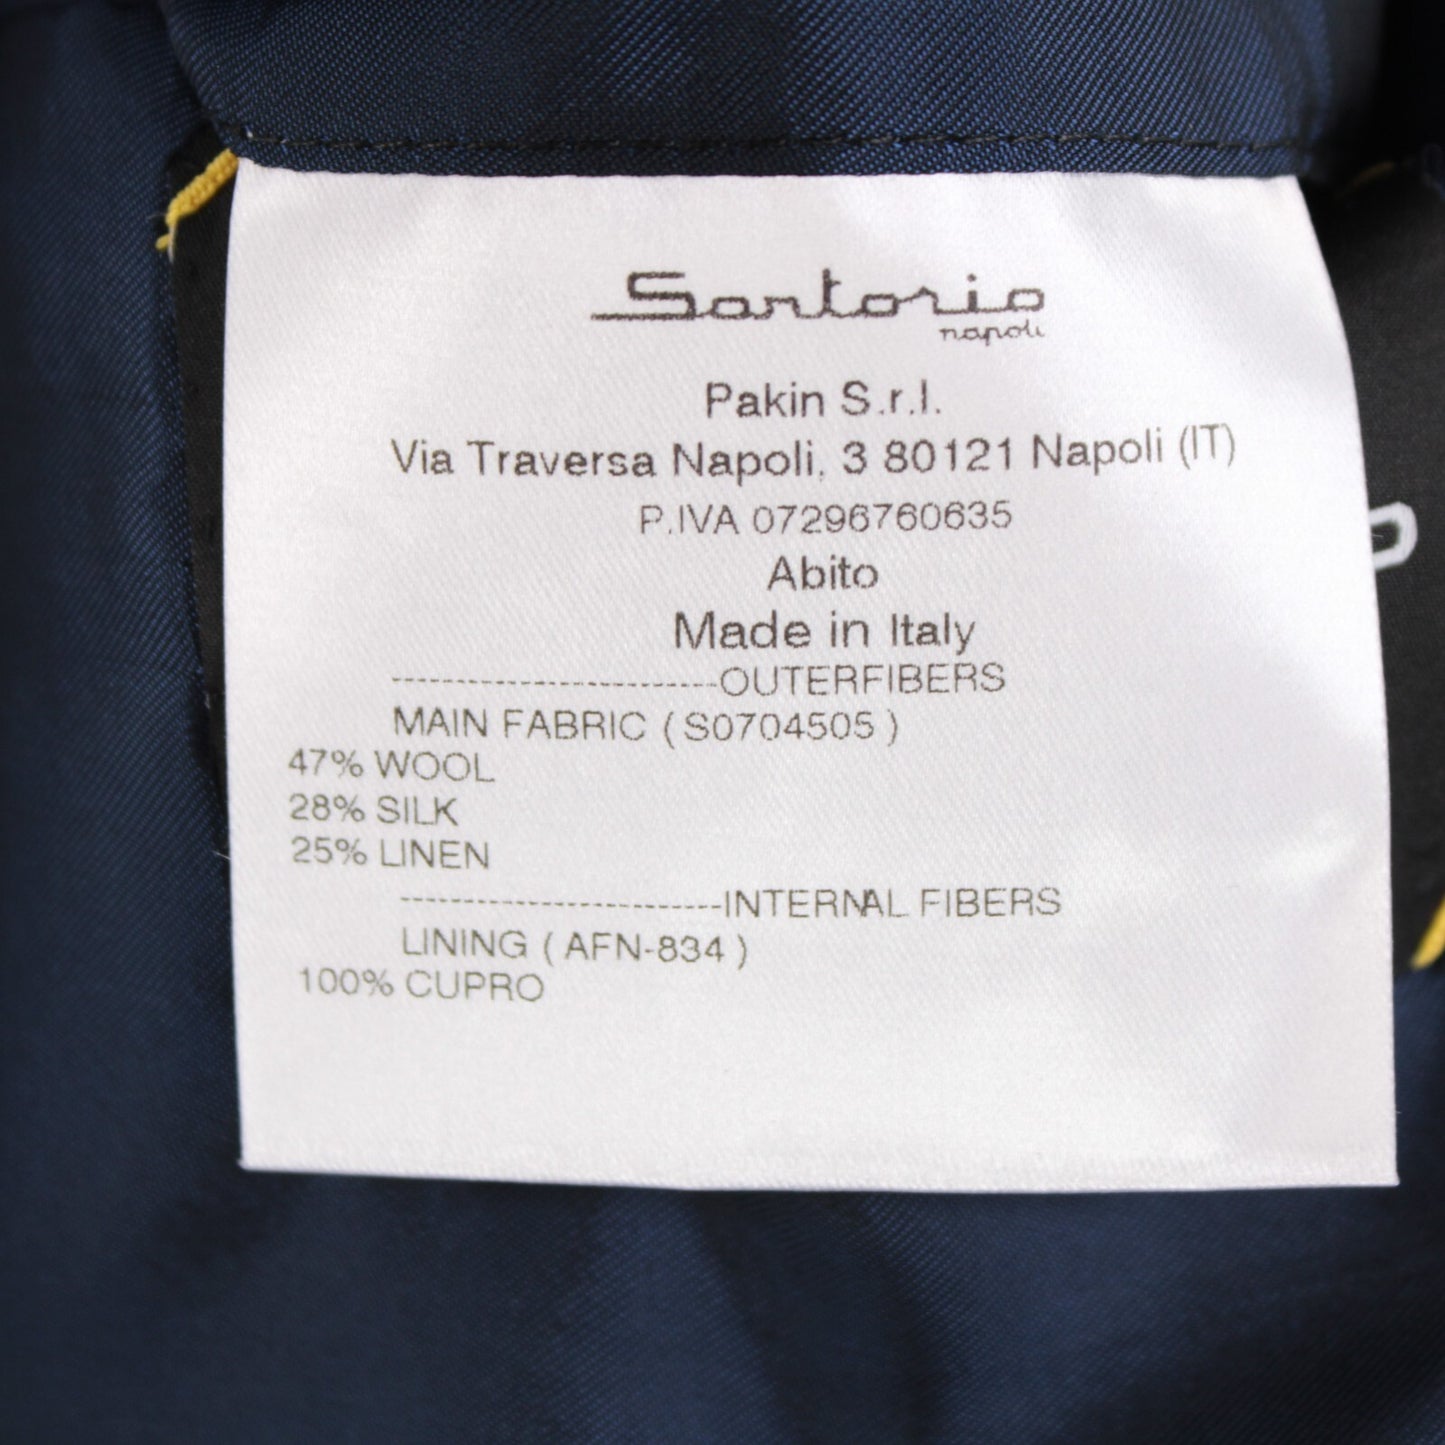 Sartorio
napoli
Pakin S.r.l.
Via Traversa Napoli, 3 80121 Napoli (IT)
P.IVA 07296760635
Abito
Made in Italy
-------------------------OUTERFIBERS
MAIN FABRIC ( S0704505 )
47% WOOL
28% SILK
25% LINEN
-------------------------INTERNAL FIBERS
LINING ( AFN-834 )
100% CUPRO